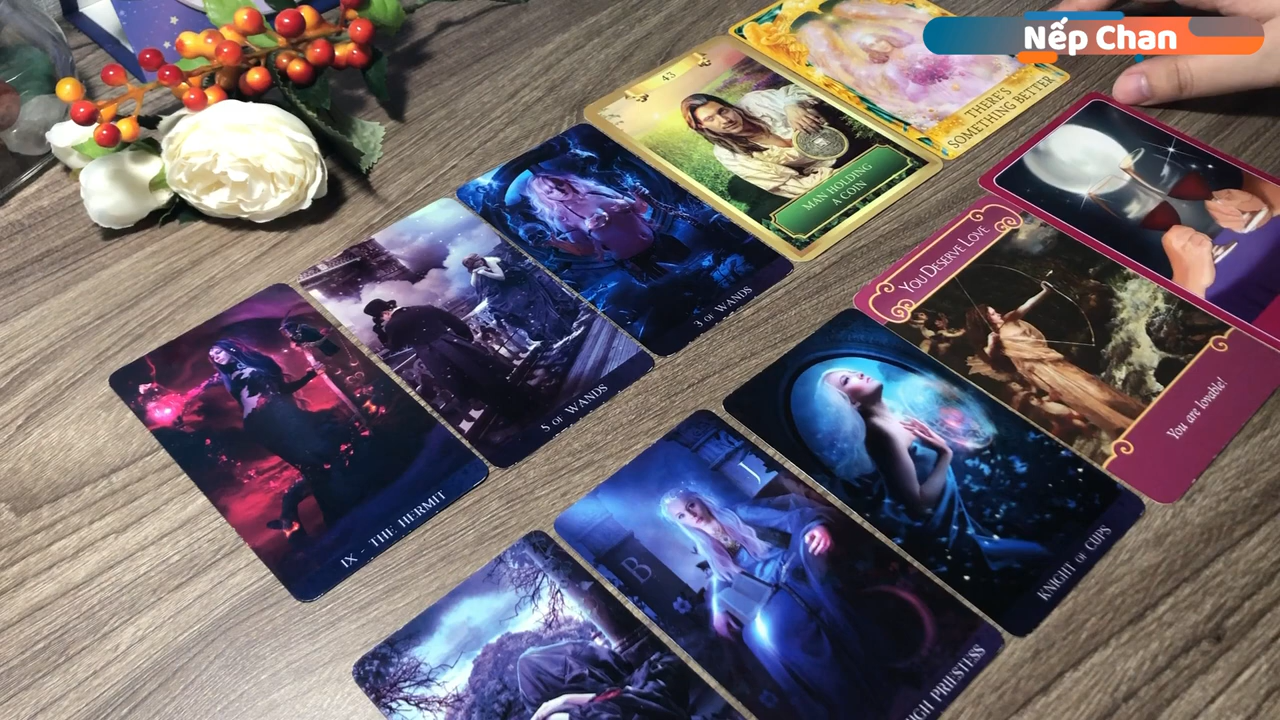 Nếp Chan
THERE'S
SOMETHING BETTER
43
MAN HOLDING
A COIN
3 OF WANDS
5 OF WANDS
IX - THE HERMIT
YOU DESERVE LOVE
You are lovable!
KNIGHT OF CUPS
B
J
HIGH PRIESTESS